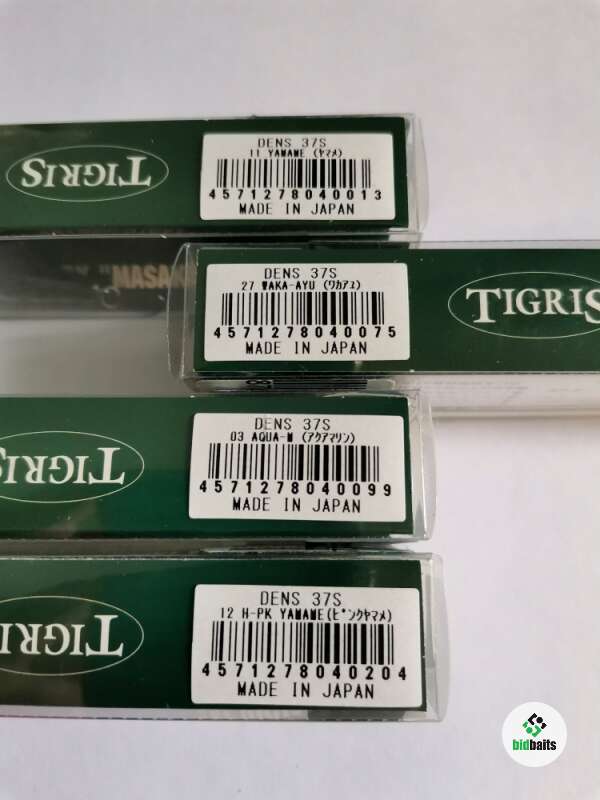 TIGRIS
DENS 37S
11 YAMAME (ヤマメ)
4571278040013
MADE IN JAPAN
"MASA
DENS 37S
27 WAKA-AYU (ワカアユ)
4571278040075
MADE IN JAPAN
TIGRIS
TIGRIS
DENS 37S
03 AQUA-M (アクアマリン)
4571278040099
MADE IN JAPAN
TIGRIS
DENS 37S
12 H-PK YAMAME(ピンクヤマメ)
4571278040204
MADE IN JAPAN
bidbaits